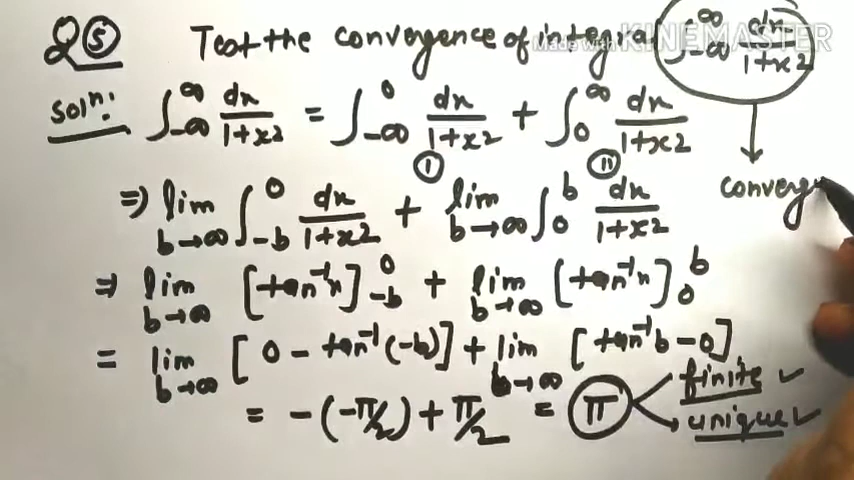 Q ⑤ Test the convergence of integral ∫_{-∞}^{∞} dx/1+x2
Made with KINEMASTER
Solⁿ: ∫_{-∞}^{∞} dx/1+x2 = ∫_{-∞}^{0} dx/1+x2 + ∫_{0}^{∞} dx/1+x2
Ⓘ Ⓘⓘ
converge
⇒ lim_{b→∞} ∫_{-b}^{0} dx/1+x2 + lim_{b→∞} ∫_{0}^{b} dx/1+x2
⇒ lim_{b→∞} [tan⁻¹x]_{-b}^{0} + lim_{b→∞} [tan⁻¹x]_{0}^{b}
= lim_{b→∞} [0 - tan⁻¹(-b)] + lim_{b→∞} [tan⁻¹b - 0]
= -(-π/2) + π/2 = π
finite ✓
unique ✓